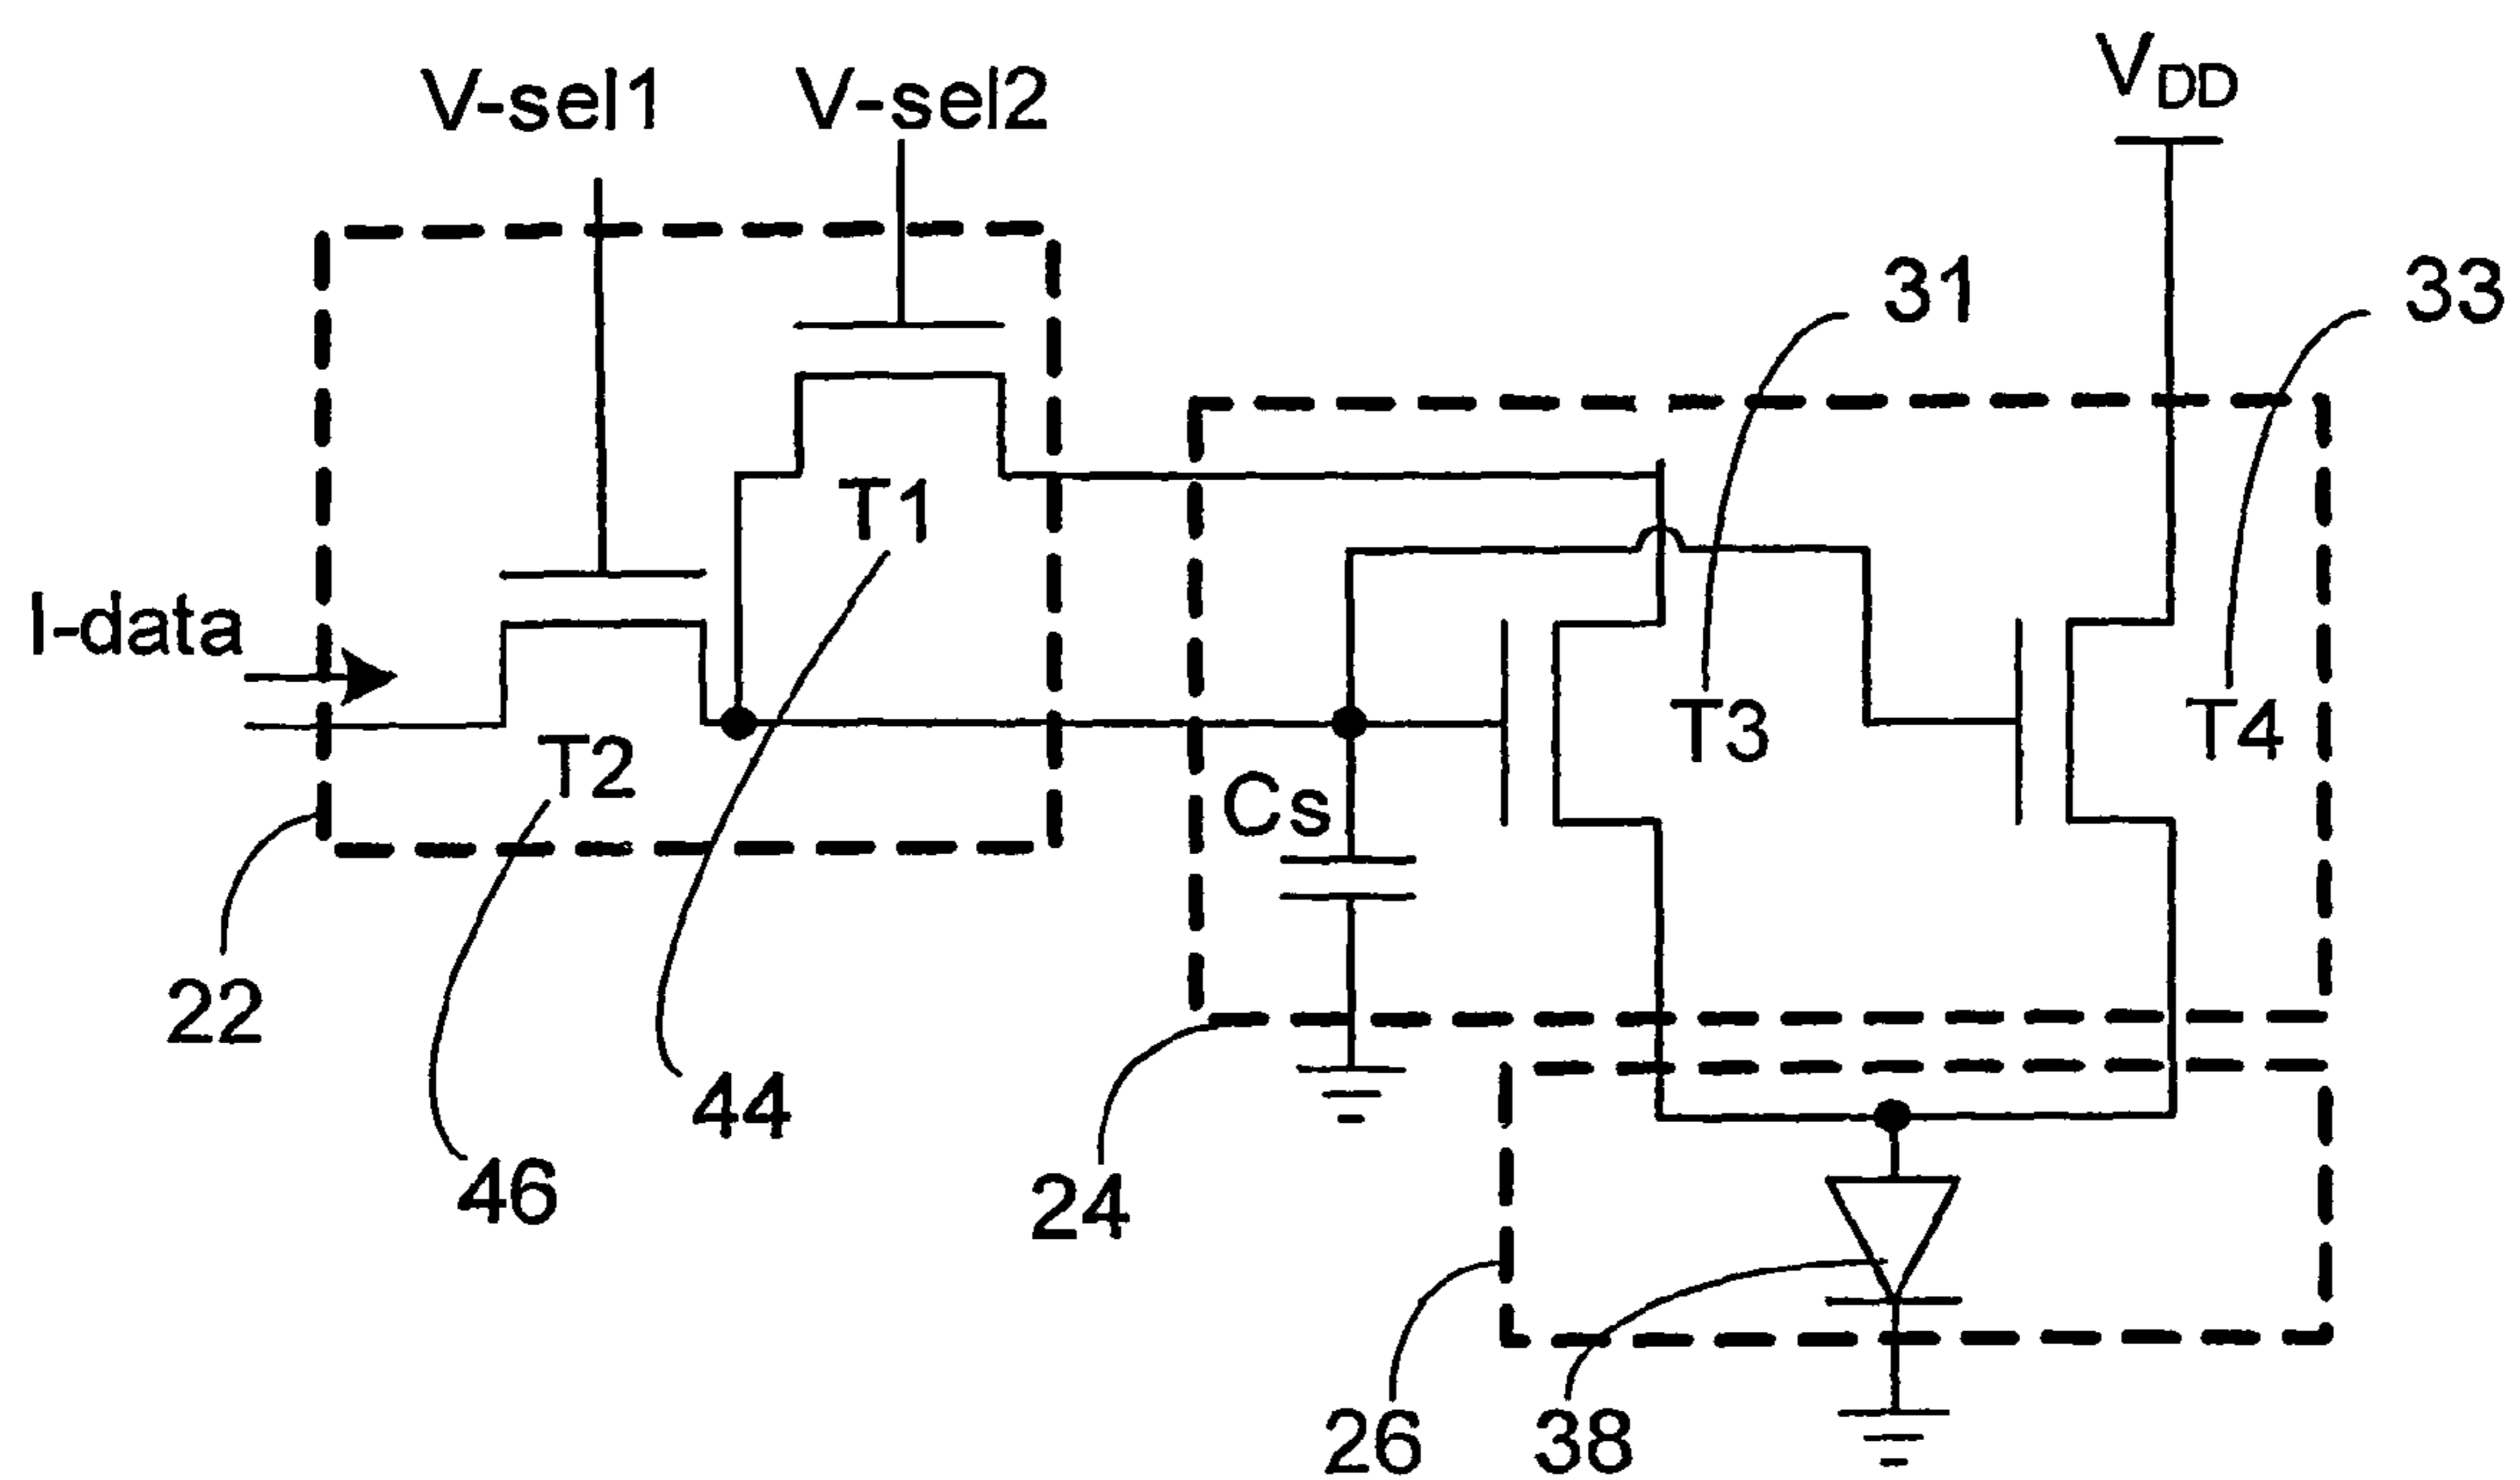 V-sel1
V-sel2
VDD
31
33
T1
I-data
T2
T3
T4
Cs
22
44
46
24
26
38